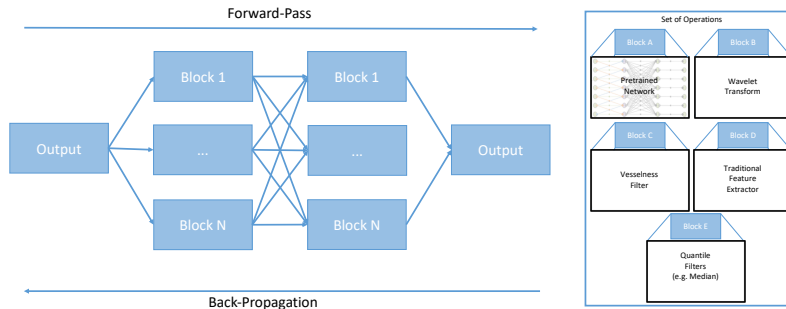 Forward-Pass
Block 1
Block 1
Output
...
...
Output
Block N
Block N
Back-Propagation
Set of Operations
Block A
Block B
Pretrained
Network
Wavelet
Transform
Block C
Block D
Vesselness
Filter
Traditional
Feature
Extractor
Block E
Quantile
Filters
(e.g. Median)